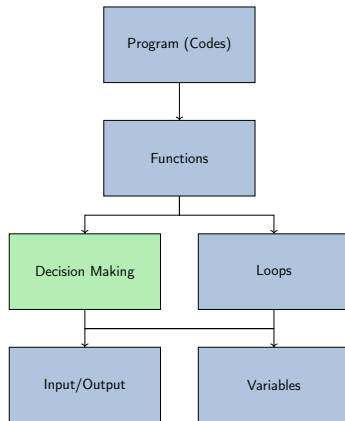 Program (Codes)
Functions
Decision Making
Loops
Input/Output
Variables